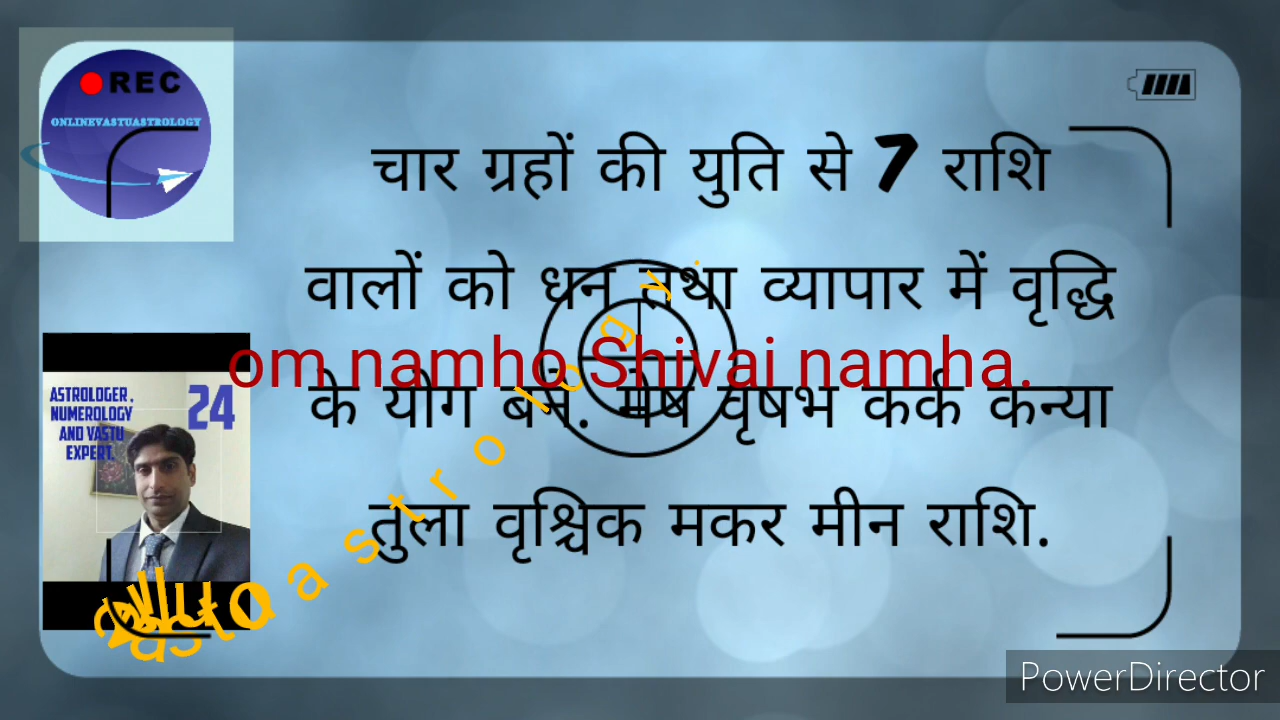 REC
ONLINEVASTUASTROLOGY
चार ग्रहों की युति से 7 राशि
वालों को धन तथा व्यापार में वृद्धि
om namho Shivai namha.
के योग बने. मेष वृषभ कर्क कन्या
तुला वृश्चिक मकर मीन राशि.
ASTROLOGER,
NUMEROLOGY
AND VASTU
EXPERT.
24
astrology.
PowerDirector